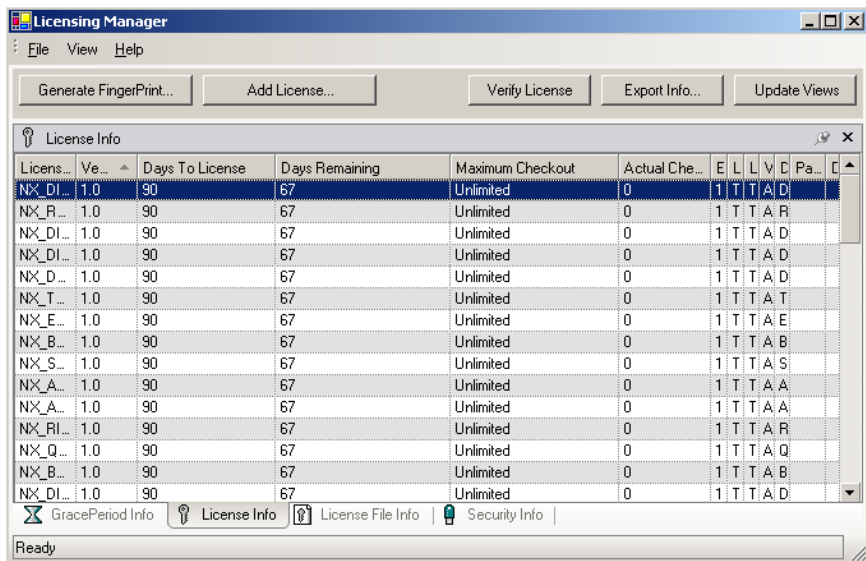 Licensing Manager
File View Help
Generate FingerPrint... Add License... Verify License Export Info... Update Views
License Info
Licens... Ve... Days To License Days Remaining Maximum Checkout Actual Che... E L L V D Pa... D
NX_DI... 1.0 90 67 Unlimited 0 1 T T A D
NX_R... 1.0 90 67 Unlimited 0 1 T T A R
NX_DI... 1.0 90 67 Unlimited 0 1 T T A D
NX_DI... 1.0 90 67 Unlimited 0 1 T T A D
NX_D... 1.0 90 67 Unlimited 0 1 T T A D
NX_T... 1.0 90 67 Unlimited 0 1 T T A T
NX_E... 1.0 90 67 Unlimited 0 1 T T A E
NX_B... 1.0 90 67 Unlimited 0 1 T T A B
NX_S... 1.0 90 67 Unlimited 0 1 T T A S
NX_A... 1.0 90 67 Unlimited 0 1 T T A A
NX_A... 1.0 90 67 Unlimited 0 1 T T A A
NX_RI... 1.0 90 67 Unlimited 0 1 T T A R
NX_Q... 1.0 90 67 Unlimited 0 1 T T A Q
NX_B... 1.0 90 67 Unlimited 0 1 T T A B
NX_DI... 1.0 90 67 Unlimited 0 1 T T A D
GracePeriod Info License Info License File Info Security Info
Ready